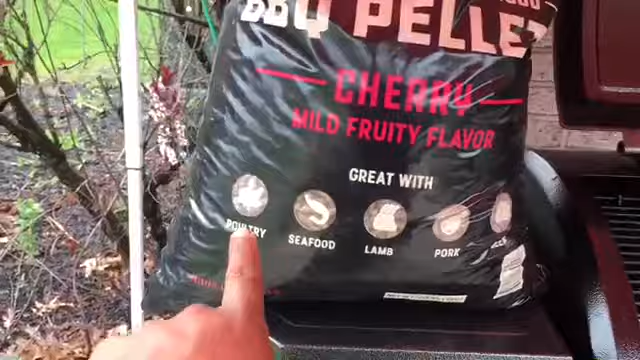 BBQ PELLET
CHERRY
MILD FRUITY FLAVOR
GREAT WITH
POULTRY
SEAFOOD
LAMB
PORK